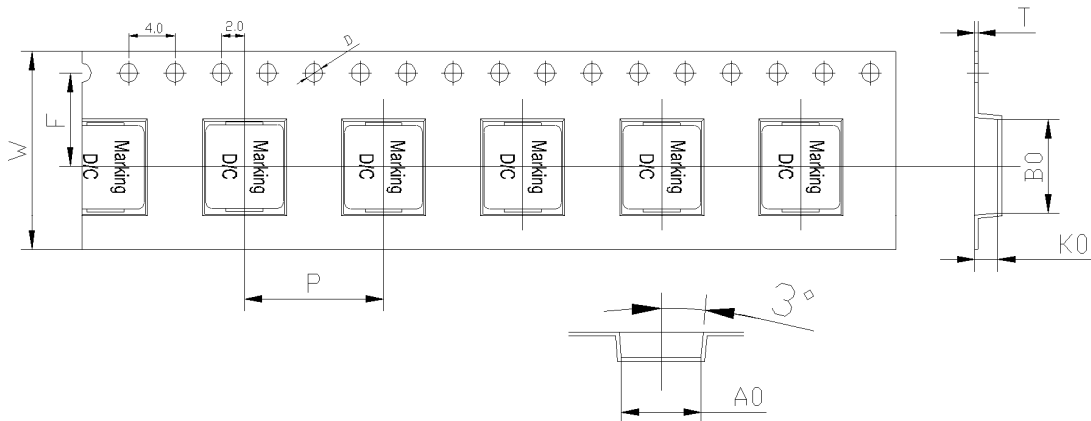 4.0
2.0
D
T
F
W
Marking
D/C
Marking
D/C
Marking
D/C
Marking
D/C
Marking
D/C
Marking
D/C
B0
K0
P
3°
A0